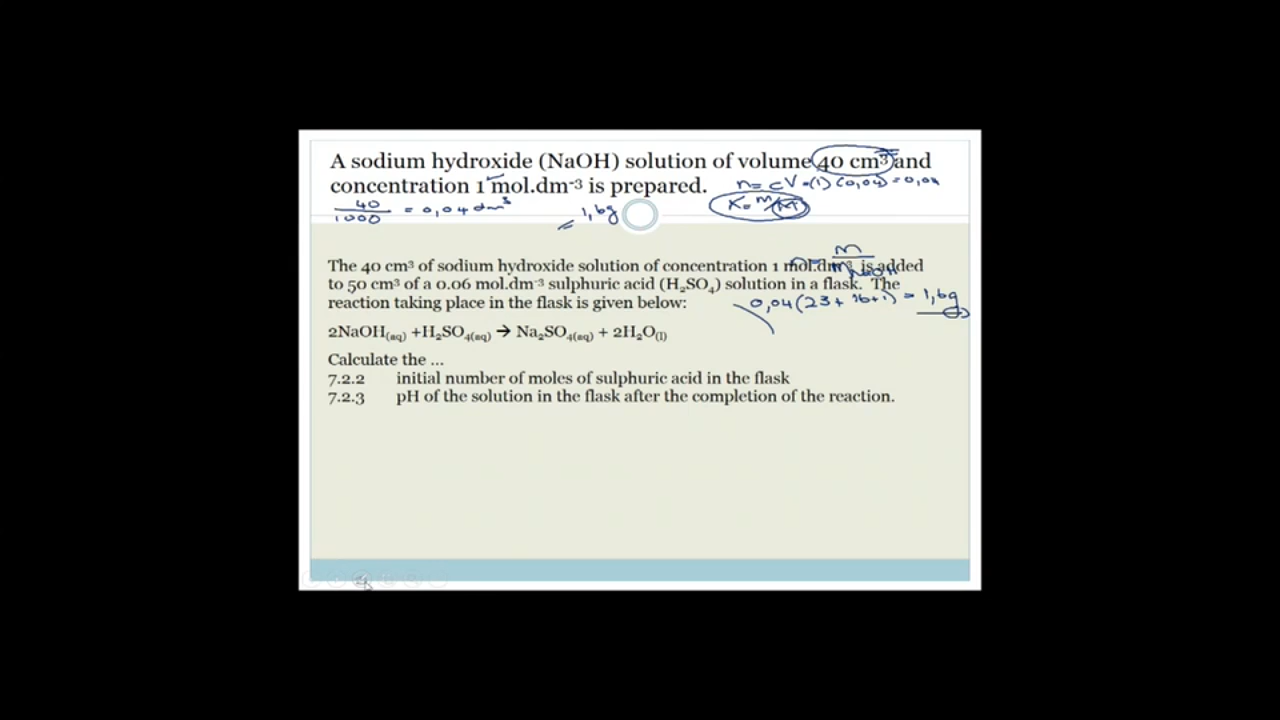 A sodium hydroxide (NaOH) solution of volume 40 cm³ and
concentration 1 mol.dm⁻³ is prepared.
n= cV =(1)(0,04) =0,04
40/1000 = 0,04 dm³
= 1,6g
The 40 cm³ of sodium hydroxide solution of concentration 1 mol.dm⁻³ is added
to 50 cm³ of a 0.06 mol.dm⁻³ sulphuric acid (H₂SO₄) solution in a flask. The
reaction taking place in the flask is given below:
0,04(23+16+1) = 1,6g
2NaOH(aq) +H₂SO₄(aq) → Na₂SO₄(aq) + 2H₂O(l)
Calculate the ...
7.2.2 initial number of moles of sulphuric acid in the flask
7.2.3 pH of the solution in the flask after the completion of the reaction.